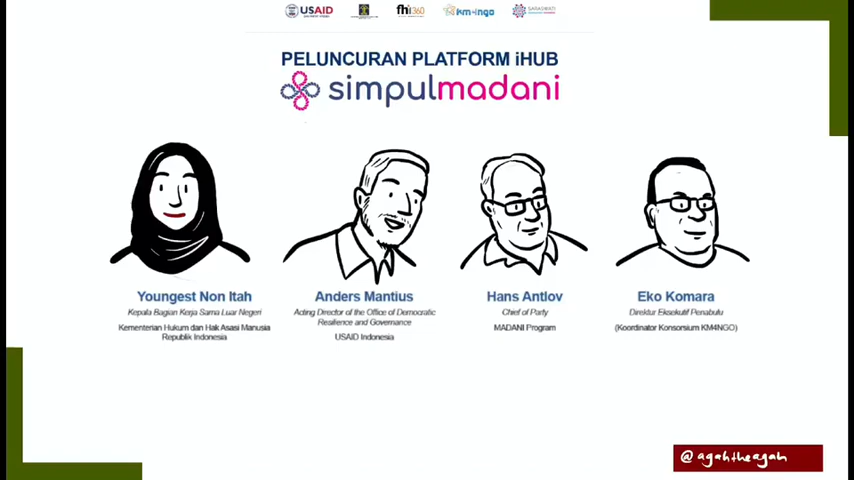 USAID
fhi360
km4ngo
PELUNCURAN PLATFORM iHUB
simpulmadani
Youngest Non Itah
Kepala Bagian Kerja Sama Luar Negeri
Kementerian Hukum dan Hak Asasi Manusia
Republik Indonesia
Anders Mantius
Acting Director of the Office of Democratic
Resilience and Governance
USAID Indonesia
Hans Antlov
Chief of Party
MADANI Program
Eko Komara
Direktur Eksekutif Penabulu
(Koordinator Konsorsium KM4NGO)
@agahtheagah